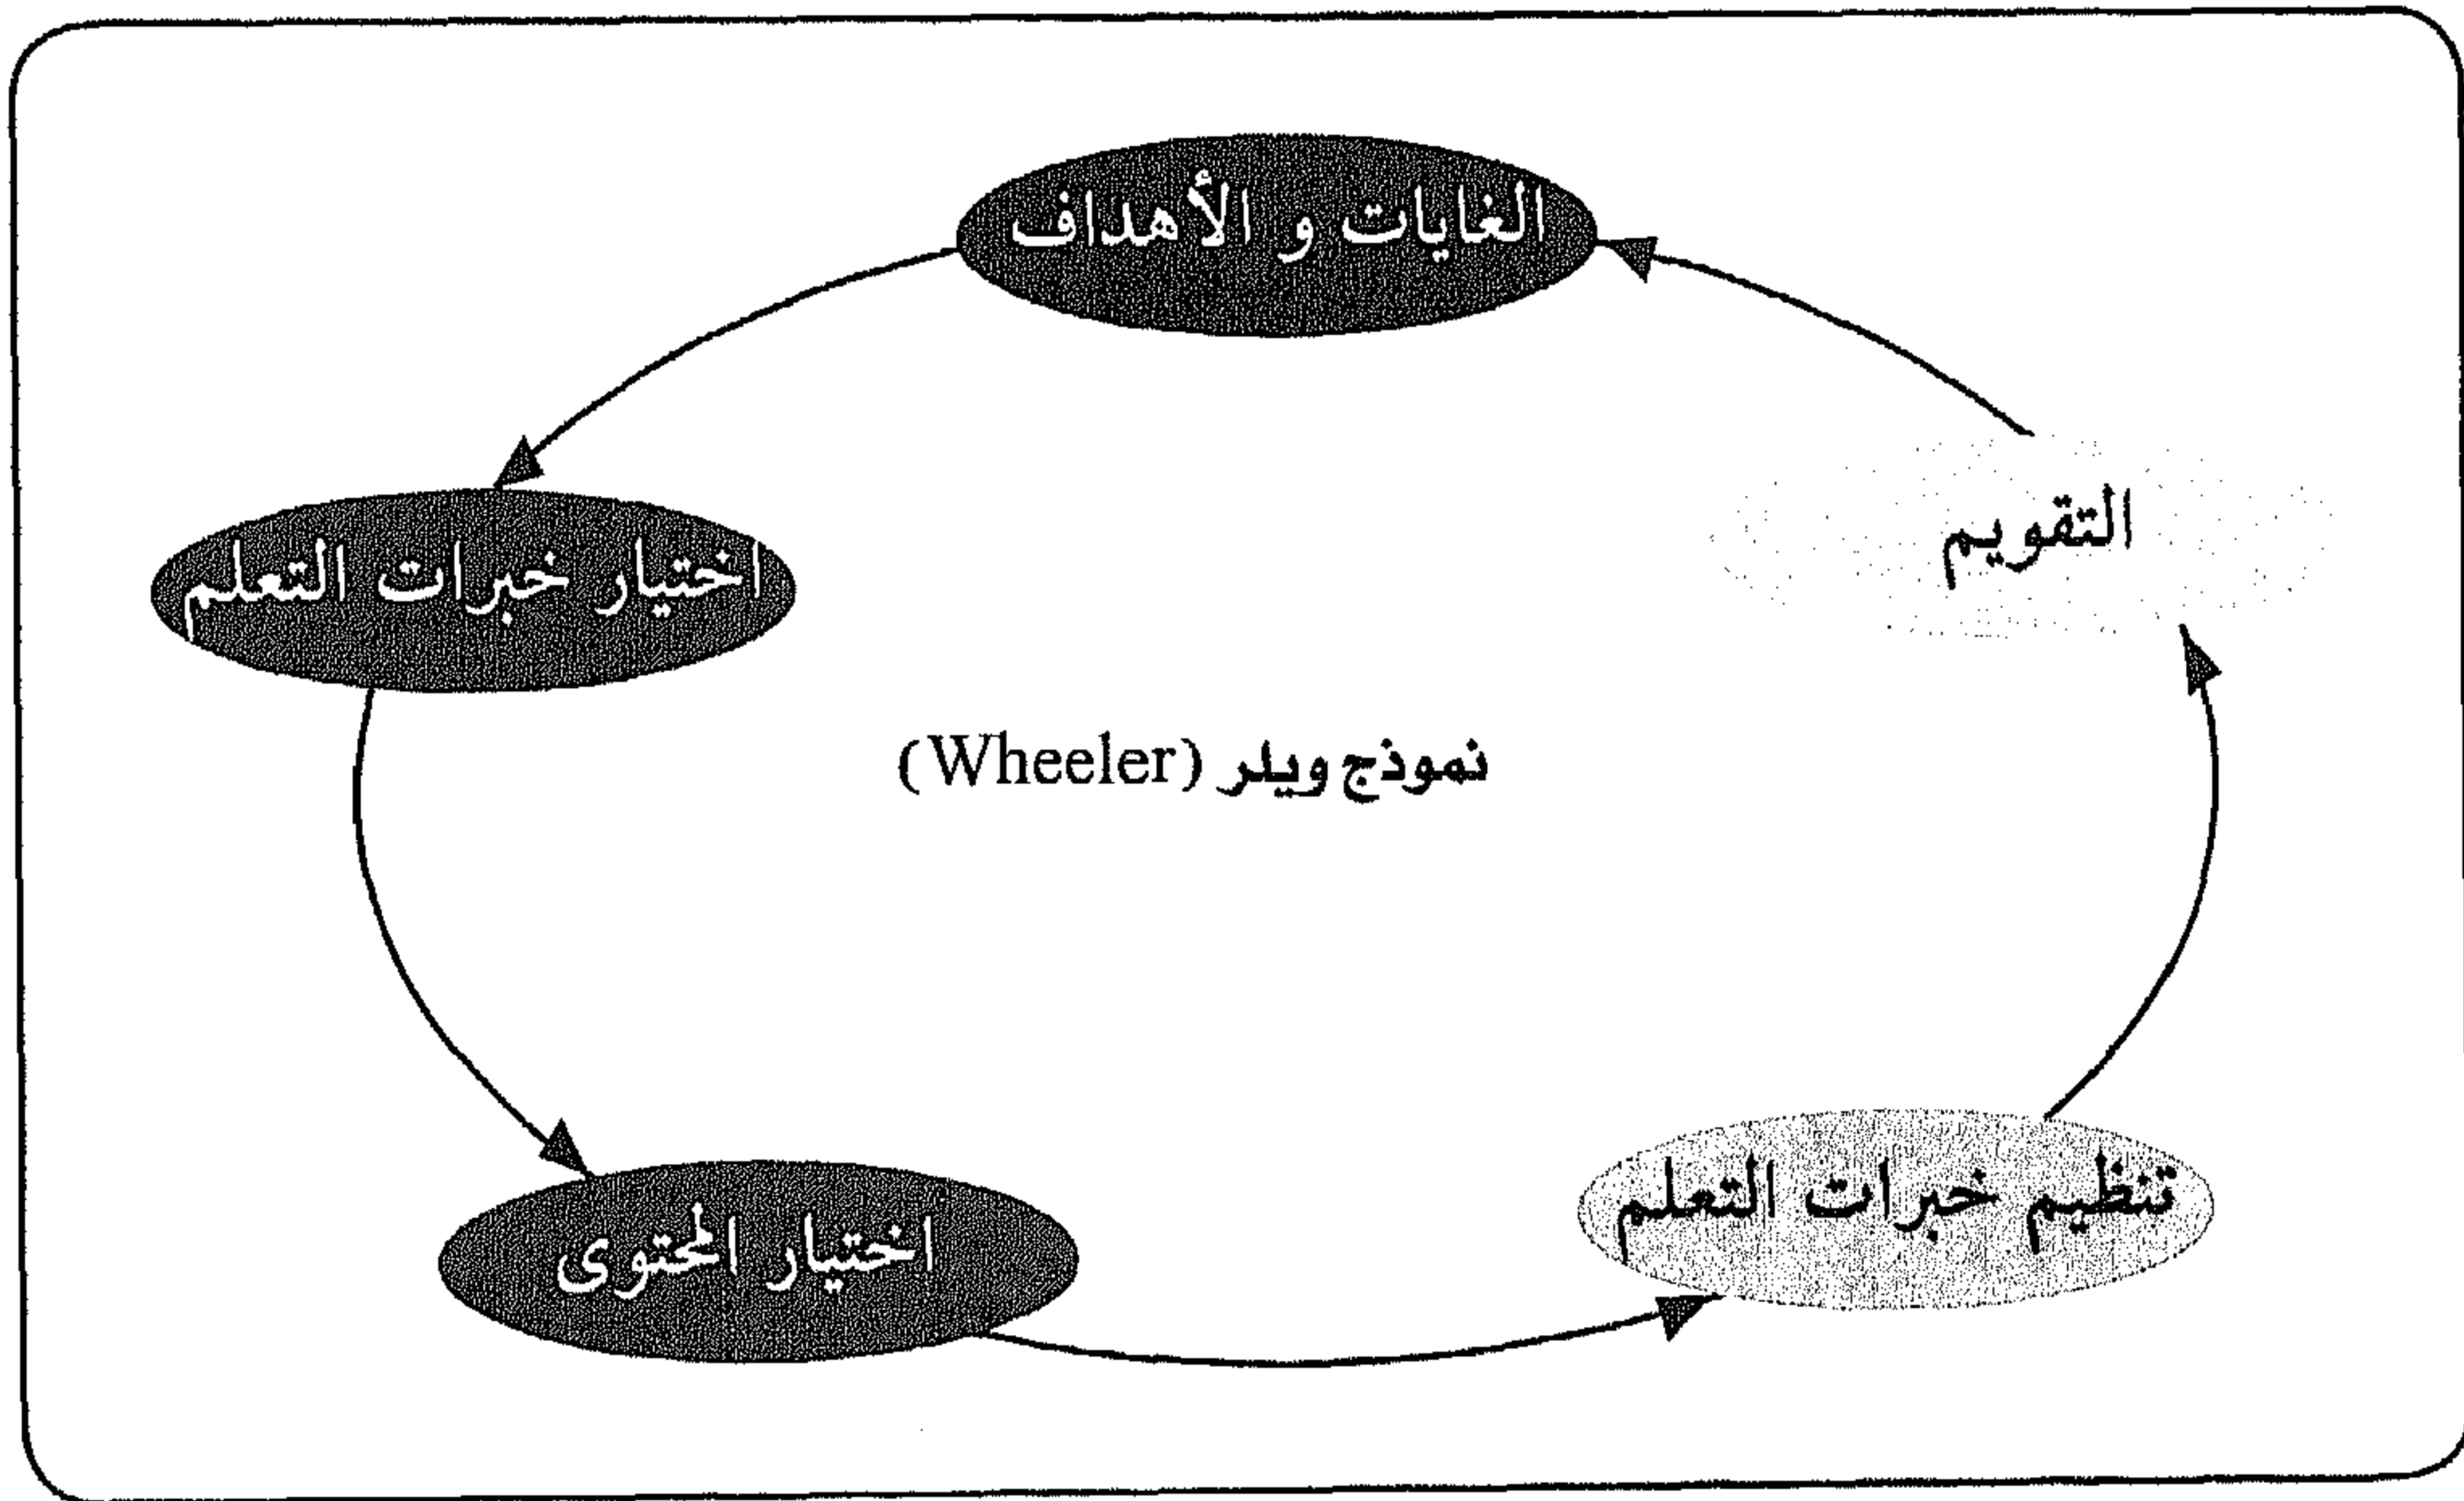 الغايات و الأهداف
التقويم
اختيار خبرات التعلم
نموذج ويلر (Wheeler)
تنظيم خبرات التعلم
اختيار المحتوى